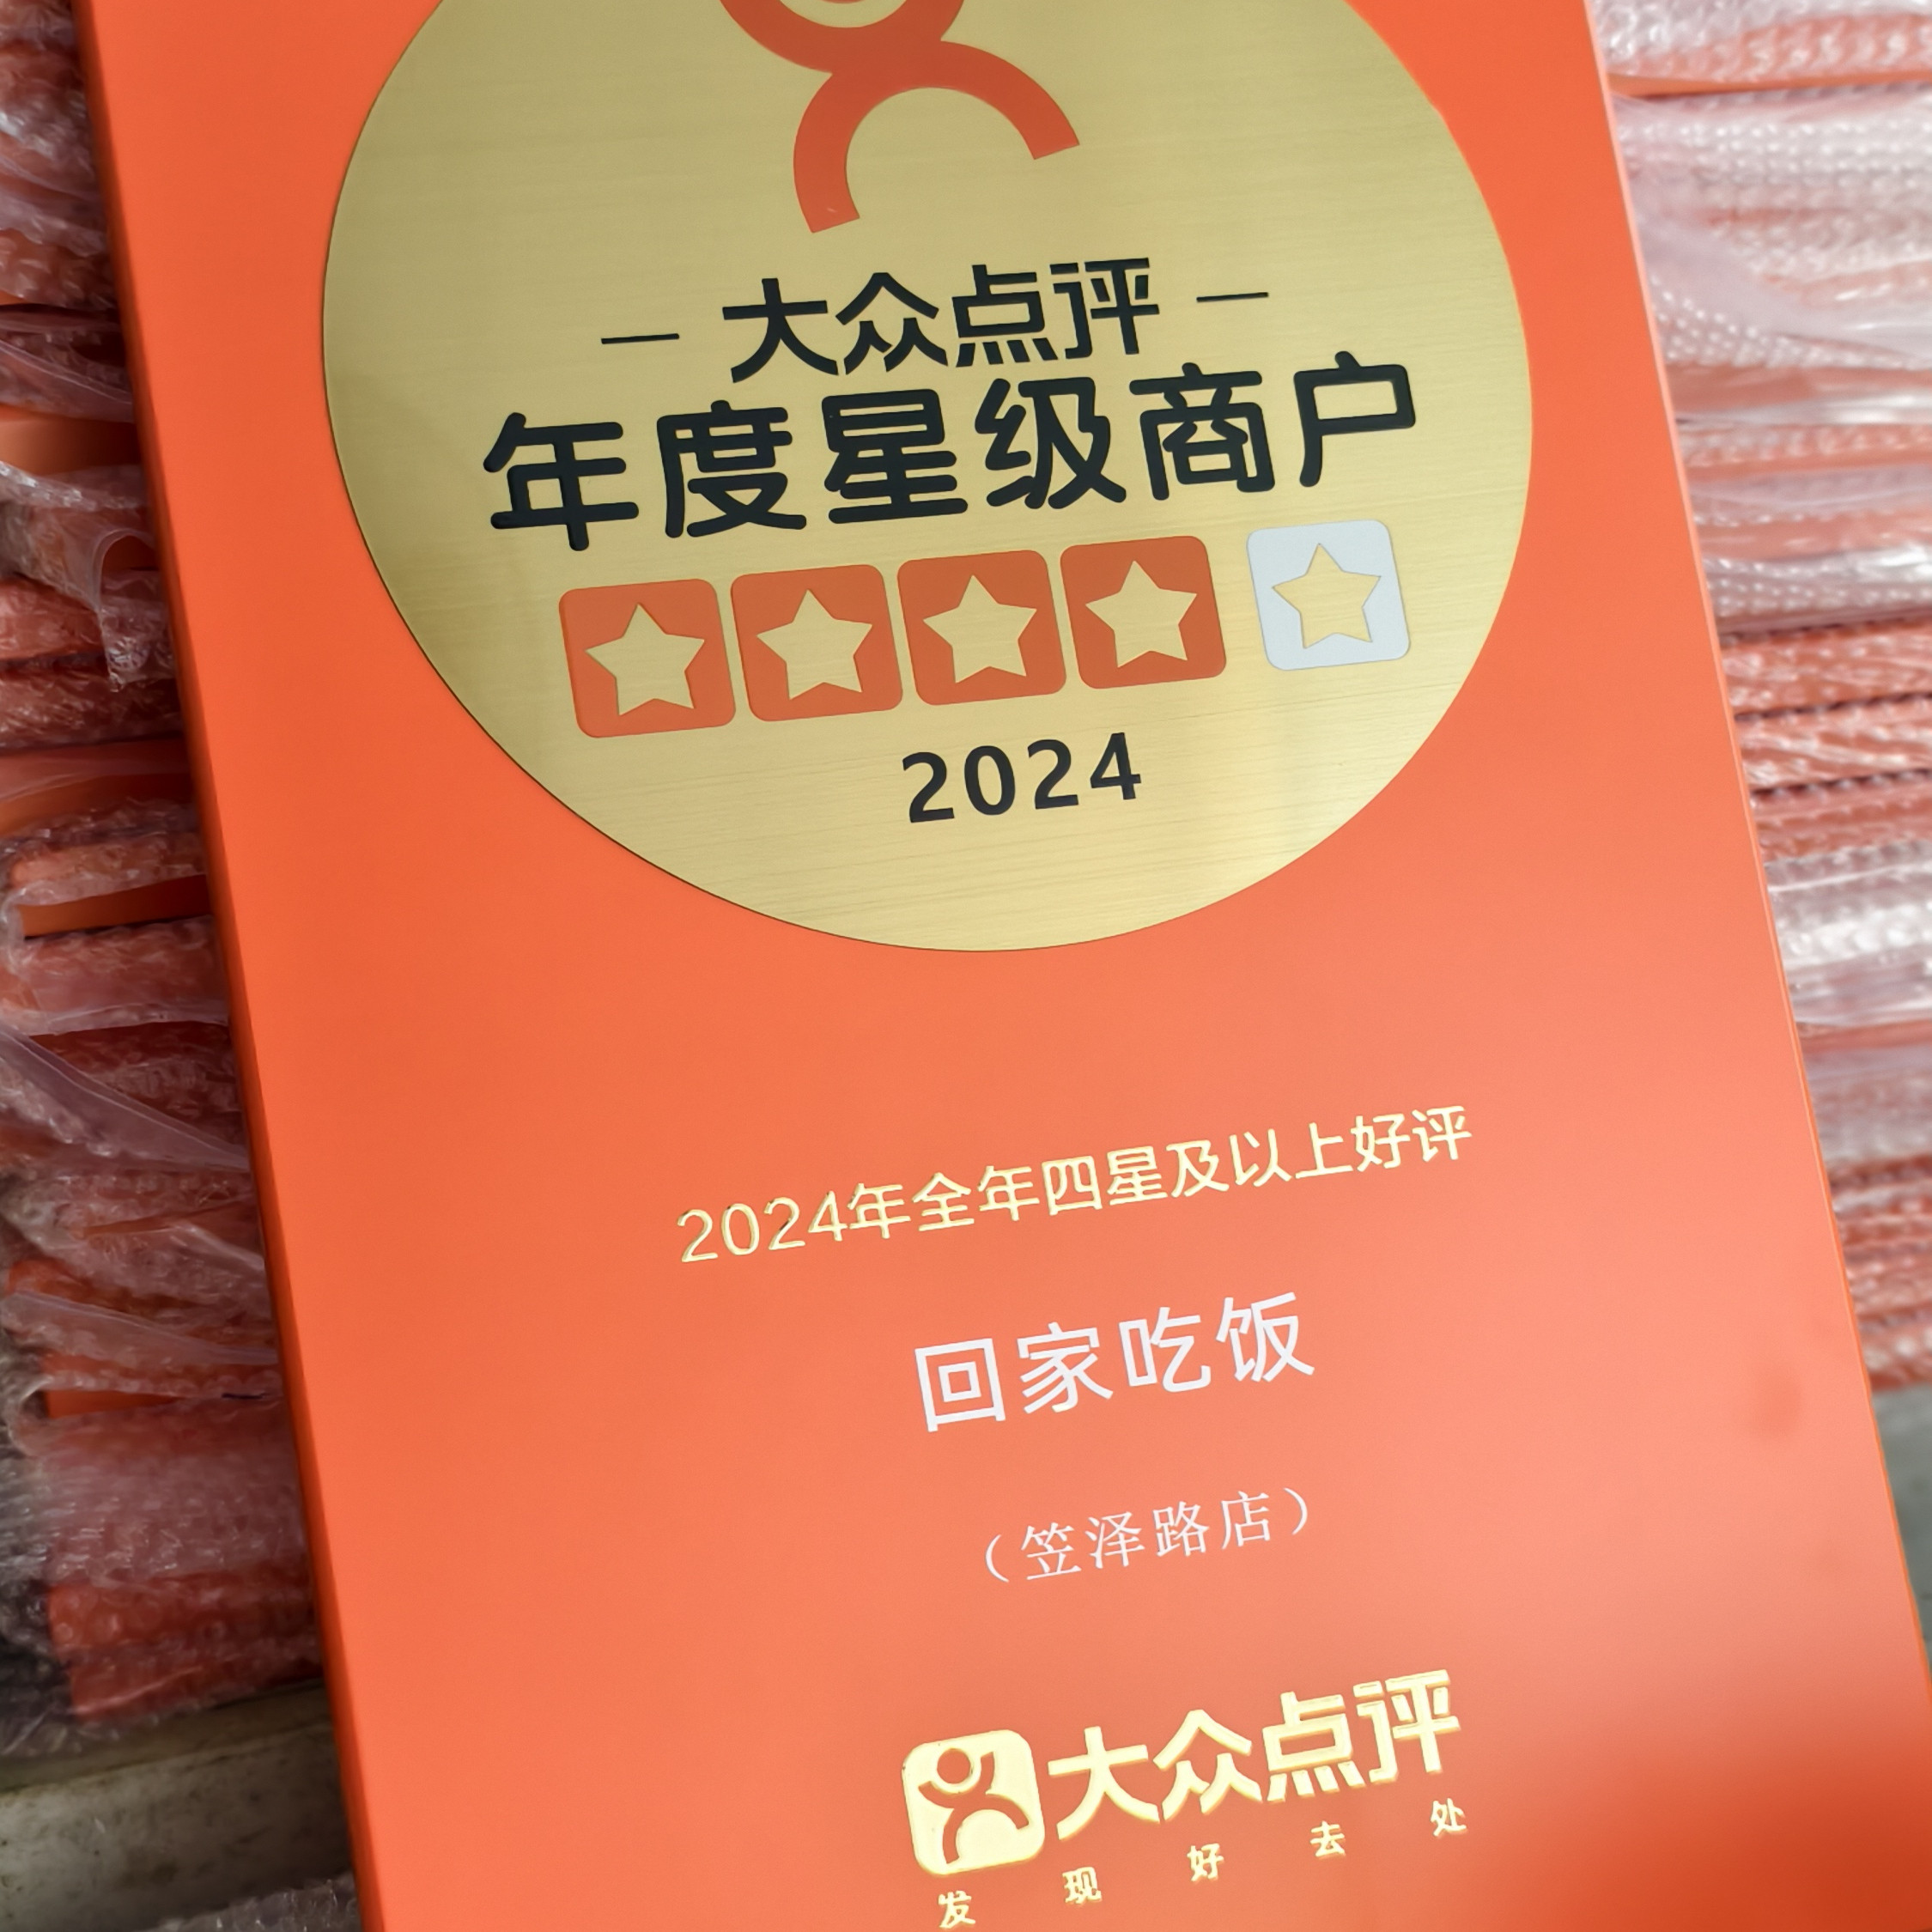 — 大众点评 —
年度星级商户
2024
2024年全年四星及以上好评
回家吃饭
（笠泽路店）
大众点评
发现好去处